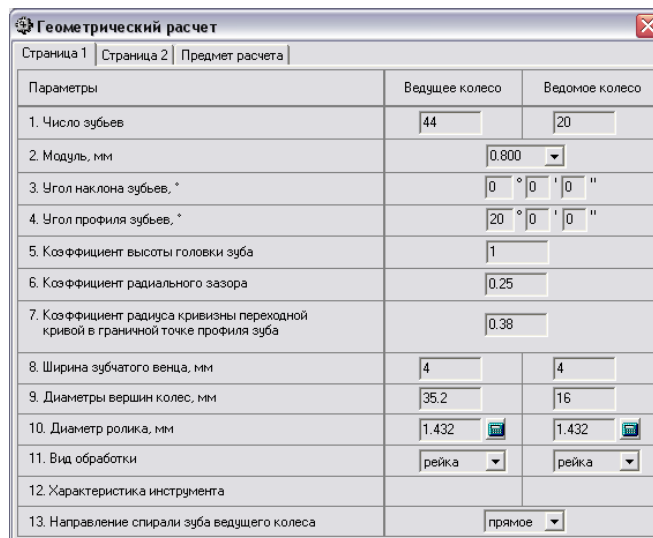 Геометрический расчет
Страница 1 Страница 2 Предмет расчета
Параметры Ведущее колесо Ведомое колесо
1. Число зубьев 44 20
2. Модуль, мм 0.800
3. Угол наклона зубьев, ° 0 ° 0 ' 0 "
4. Угол профиля зубьев, ° 20 ° 0 ' 0 "
5. Коэффициент высоты головки зуба 1
6. Коэффициент радиального зазора 0.25
7. Коэффициент радиуса кривизны переходной
кривой в граничной точке профиля зуба 0.38
8. Ширина зубчатого венца, мм 4 4
9. Диаметры вершин колес, мм 35.2 16
10. Диаметр ролика, мм 1.432 1.432
11. Вид обработки рейка рейка
12. Характеристика инструмента
13. Направление спирали зуба ведущего колеса прямое